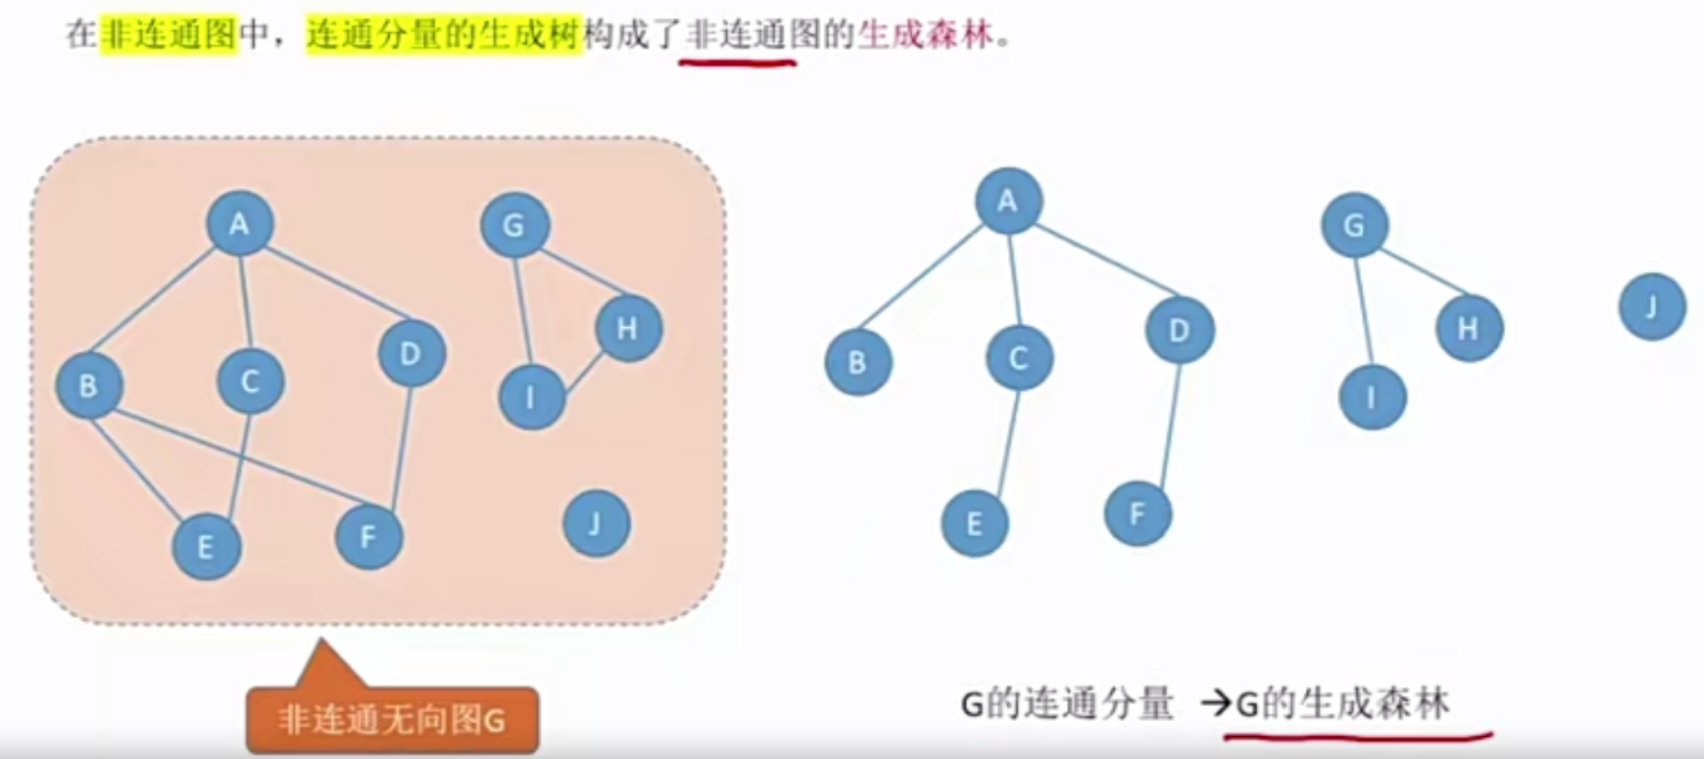 在非连通图中，连通分量的生成树构成了非连通图的生成森林。
A
G
H
D
B
C
I
E
F
J
A
G
J
D
H
B
C
I
E
F
G的连通分量 →G的生成森林
非连通无向图G